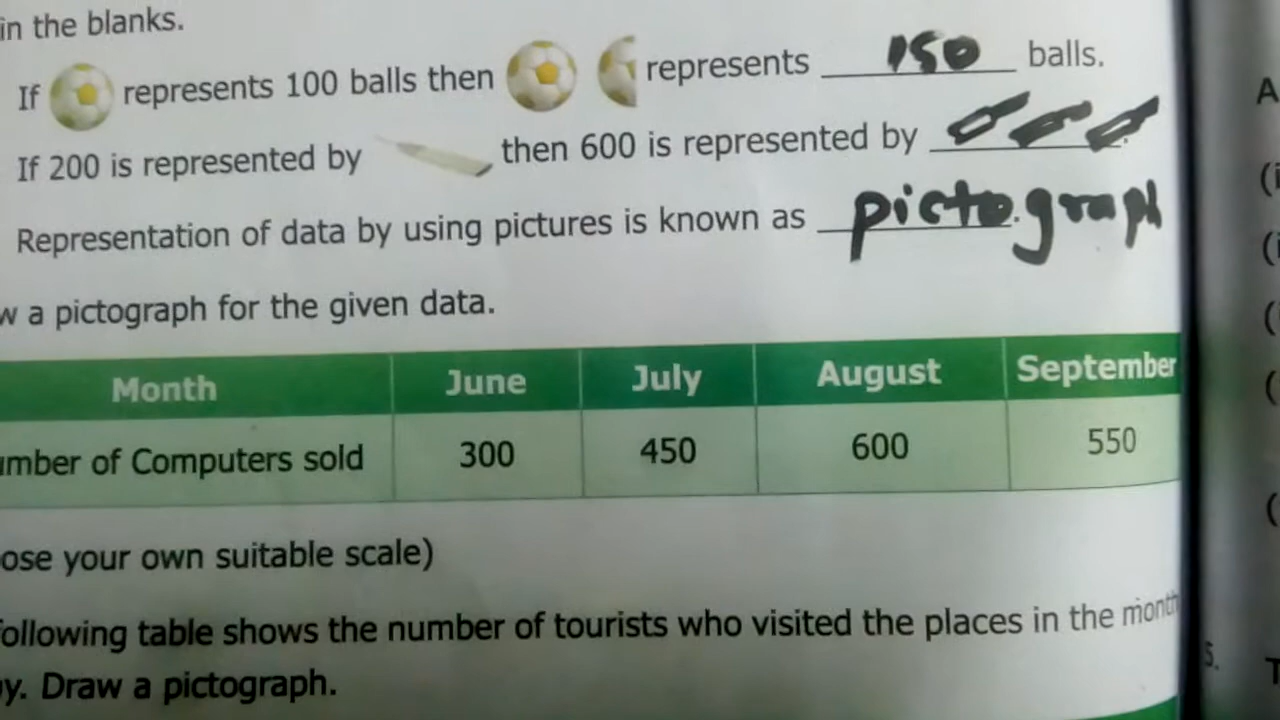 in the blanks.
If represents 100 balls then represents 150 balls.
If 200 is represented by then 600 is represented by
Representation of data by using pictures is known as pictograph
w a pictograph for the given data.
Month June July August September
umber of Computers sold 300 450 600 550
ose your own suitable scale)
ollowing table shows the number of tourists who visited the places in the month
y. Draw a pictograph.
A
(i
(i
(
(
(
5. T